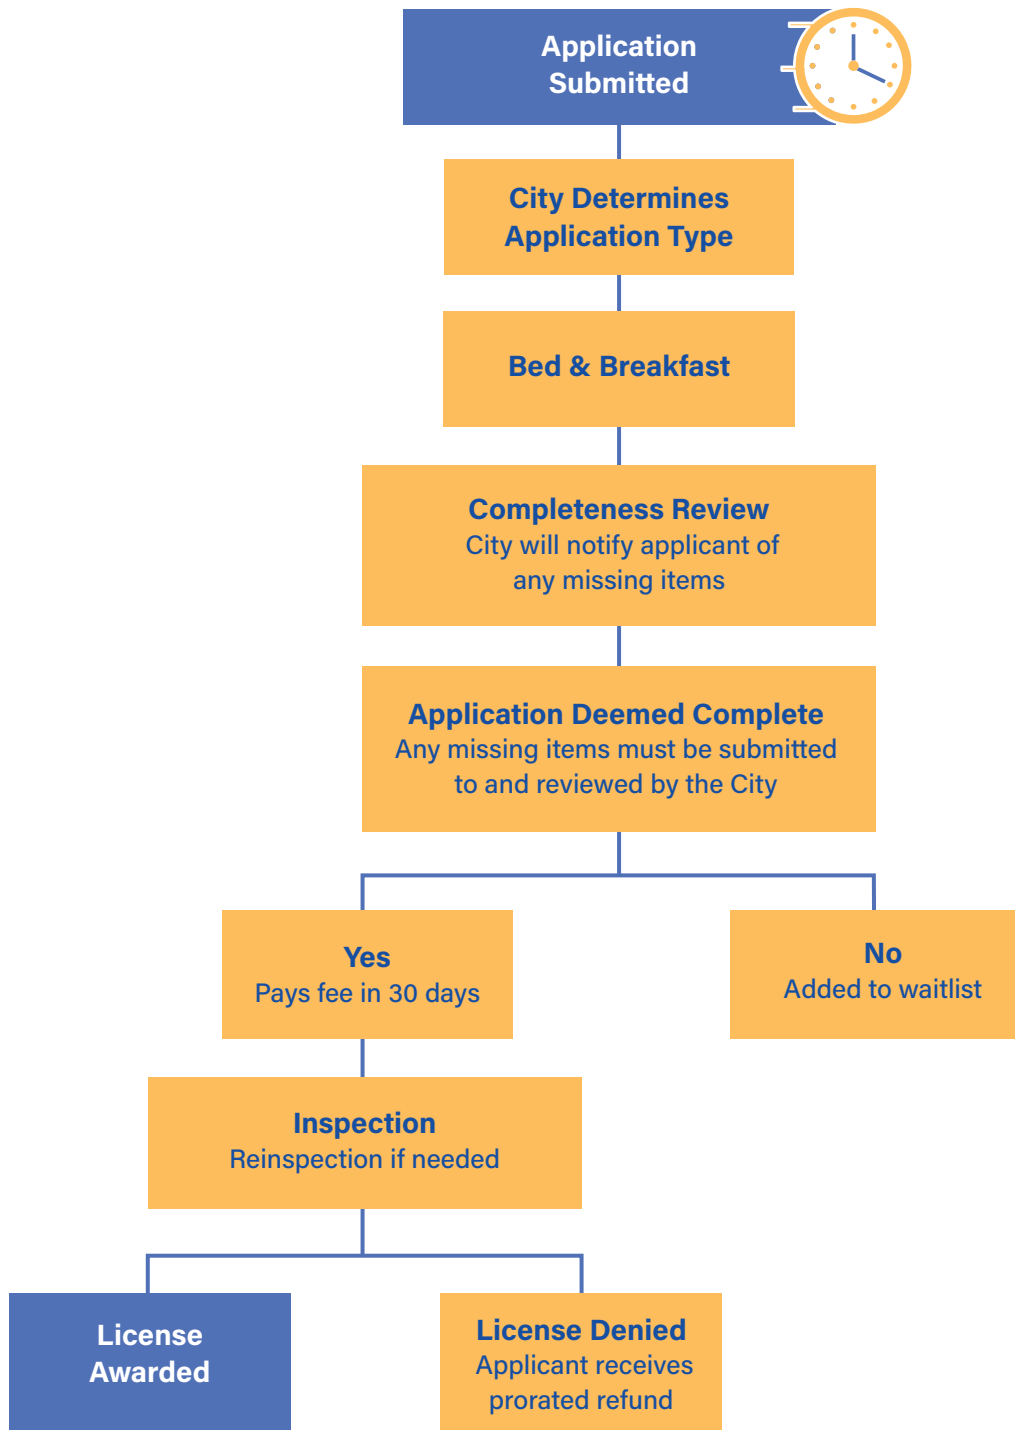 Application
Submitted
City Determines
Application Type
Bed & Breakfast
Completeness Review
City will notify applicant of
any missing items
Application Deemed Complete
Any missing items must be submitted
to and reviewed by the City
Yes
Pays fee in 30 days
No
Added to waitlist
Inspection
Reinspection if needed
License
Awarded
License Denied
Applicant receives
prorated refund